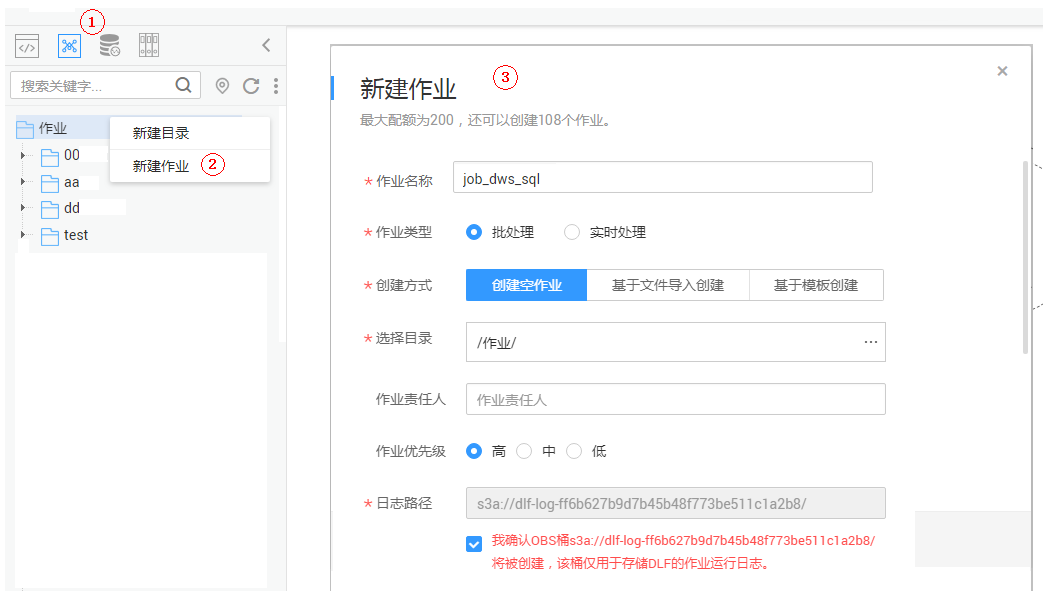 1
搜索关键字...
作业
新建目录
新建作业 2
00
aa
dd
test
新建作业 3
最大配额为200，还可以创建108个作业。
* 作业名称 job_dws_sql
* 作业类型 批处理 实时处理
* 创建方式 创建空作业 基于文件导入创建 基于模板创建
* 选择目录 /作业/ ...
作业责任人 作业责任人
作业优先级 高 中 低
* 日志路径 s3a://dlf-log-ff6b627b9d7b45b48f773be511c1a2b8/
我确认OBS桶s3a://dlf-log-ff6b627b9d7b45b48f773be511c1a2b8/
将被创建，该桶仅用于存储DLF的作业运行日志。